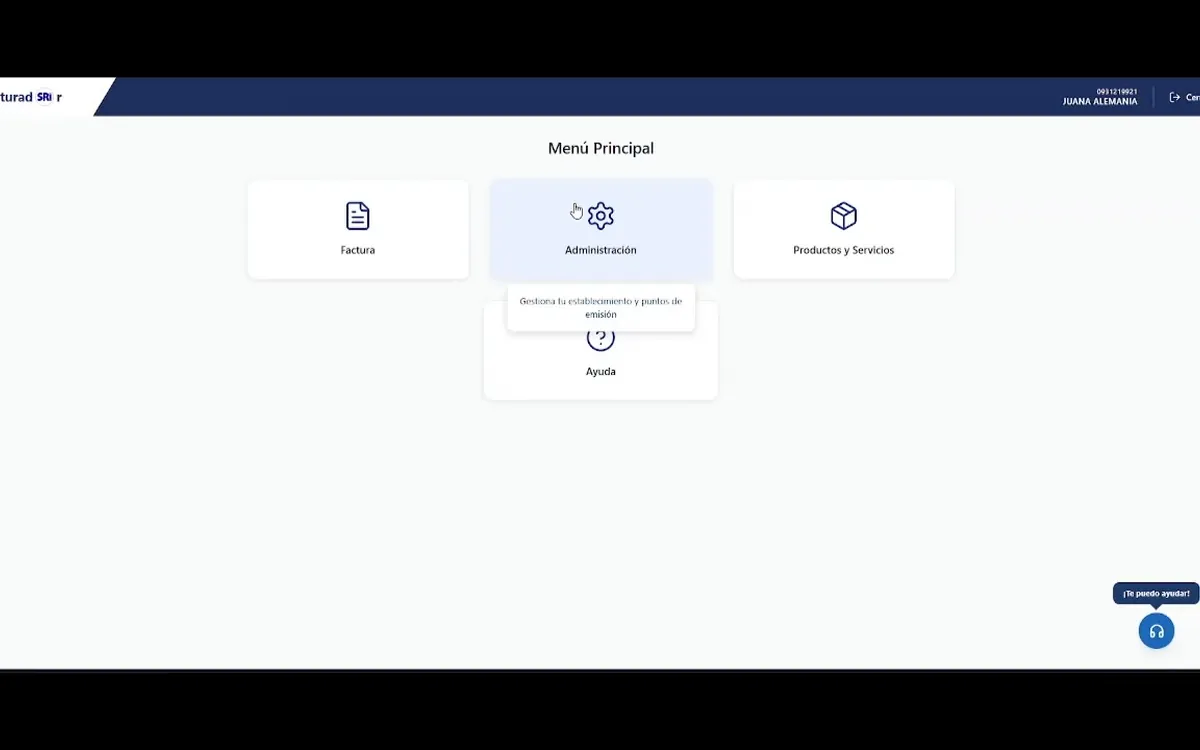 turad SRi r
0931219921
JUANA ALEMANIA
Cer
Menú Principal
Factura
Administración
Productos y Servicios
Gestiona tu establecimiento y puntos de
emisión
?
Ayuda
¡Te puedo ayudar!